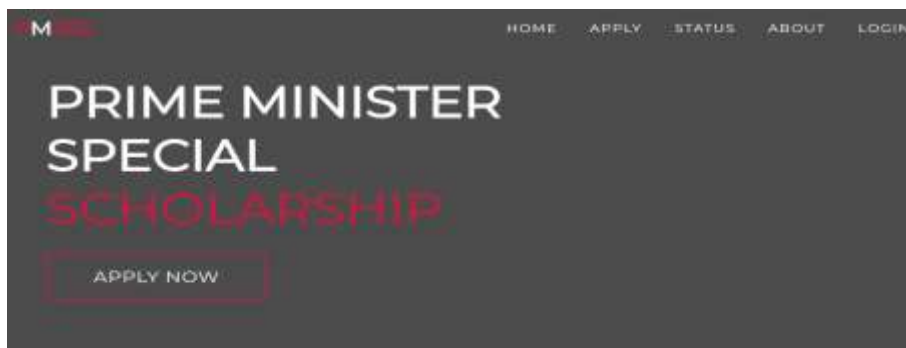 M
HOME APPLY STATUS ABOUT LOGIN
PRIME MINISTER
SPECIAL
SCHOLARSHIP
APPLY NOW